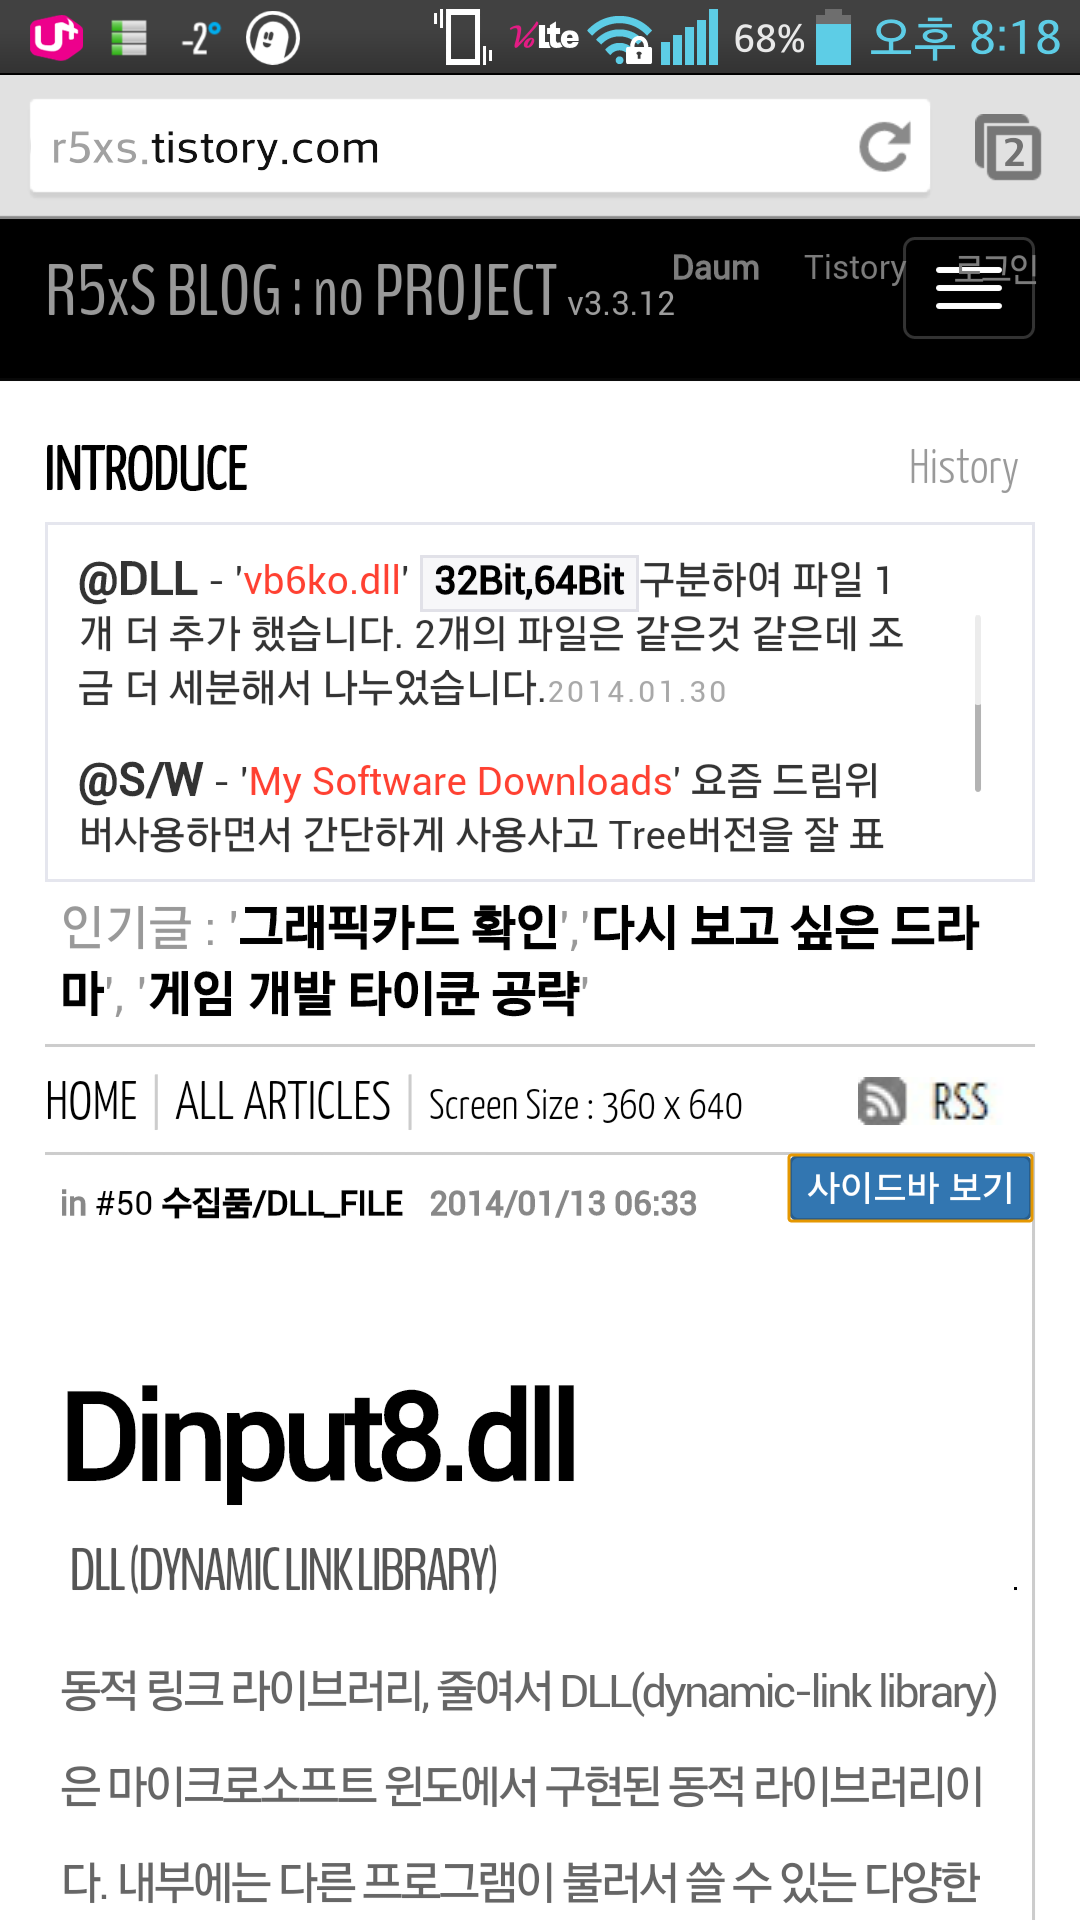 U+ -2° LTE 68% 오후 8:18
r5xs.tistory.com 2
R5xS BLOG : no PROJECT v3.3.12 Daum Tistory 로그인
INTRODUCE History
@DLL - 'vb6ko.dll' 32Bit,64Bit 구분하여 파일 1
개 더 추가 했습니다. 2개의 파일은 같은것 같은데 조
금 더 세분해서 나누었습니다.2014.01.30
@S/W - 'My Software Downloads' 요즘 드림위
버사용하면서 간단하게 사용사고 Tree버전을 잘 표
인기글 : '그래픽카드 확인','다시 보고 싶은 드라
마', '게임 개발 타이쿤 공략'
HOME ALL ARTICLES Screen Size : 360 x 640 RSS
in #50 수집품/DLL_FILE 2014/01/13 06:33 사이드바 보기
Dinput8.dll
DLL (DYNAMIC LINK LIBRARY) .
동적 링크 라이브러리, 줄여서 DLL(dynamic-link library)
은 마이크로소프트 윈도에서 구현된 동적 라이브러리이
다. 내부에는 다른 프로그램이 불러서 쓸 수 있는 다양한